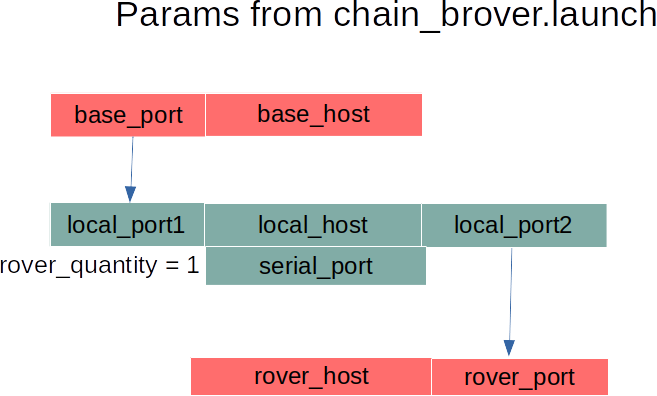 Params from chain_brover.launch
base_port base_host
local_port1 local_host local_port2
rover_quantity = 1 serial_port
rover_host rover_port